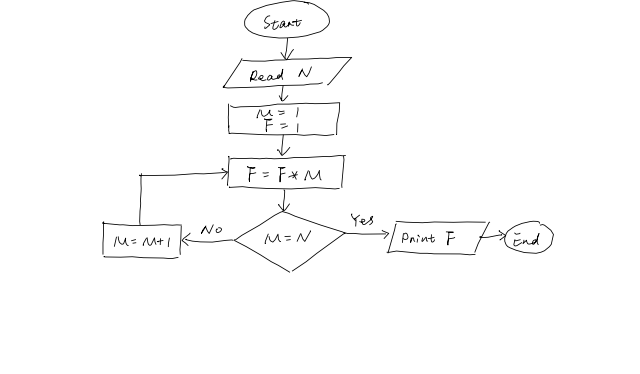 Start
Read N
M = 1
F = 1
F = F * M
M = N
No
M = M+1
Yes
Print F
End